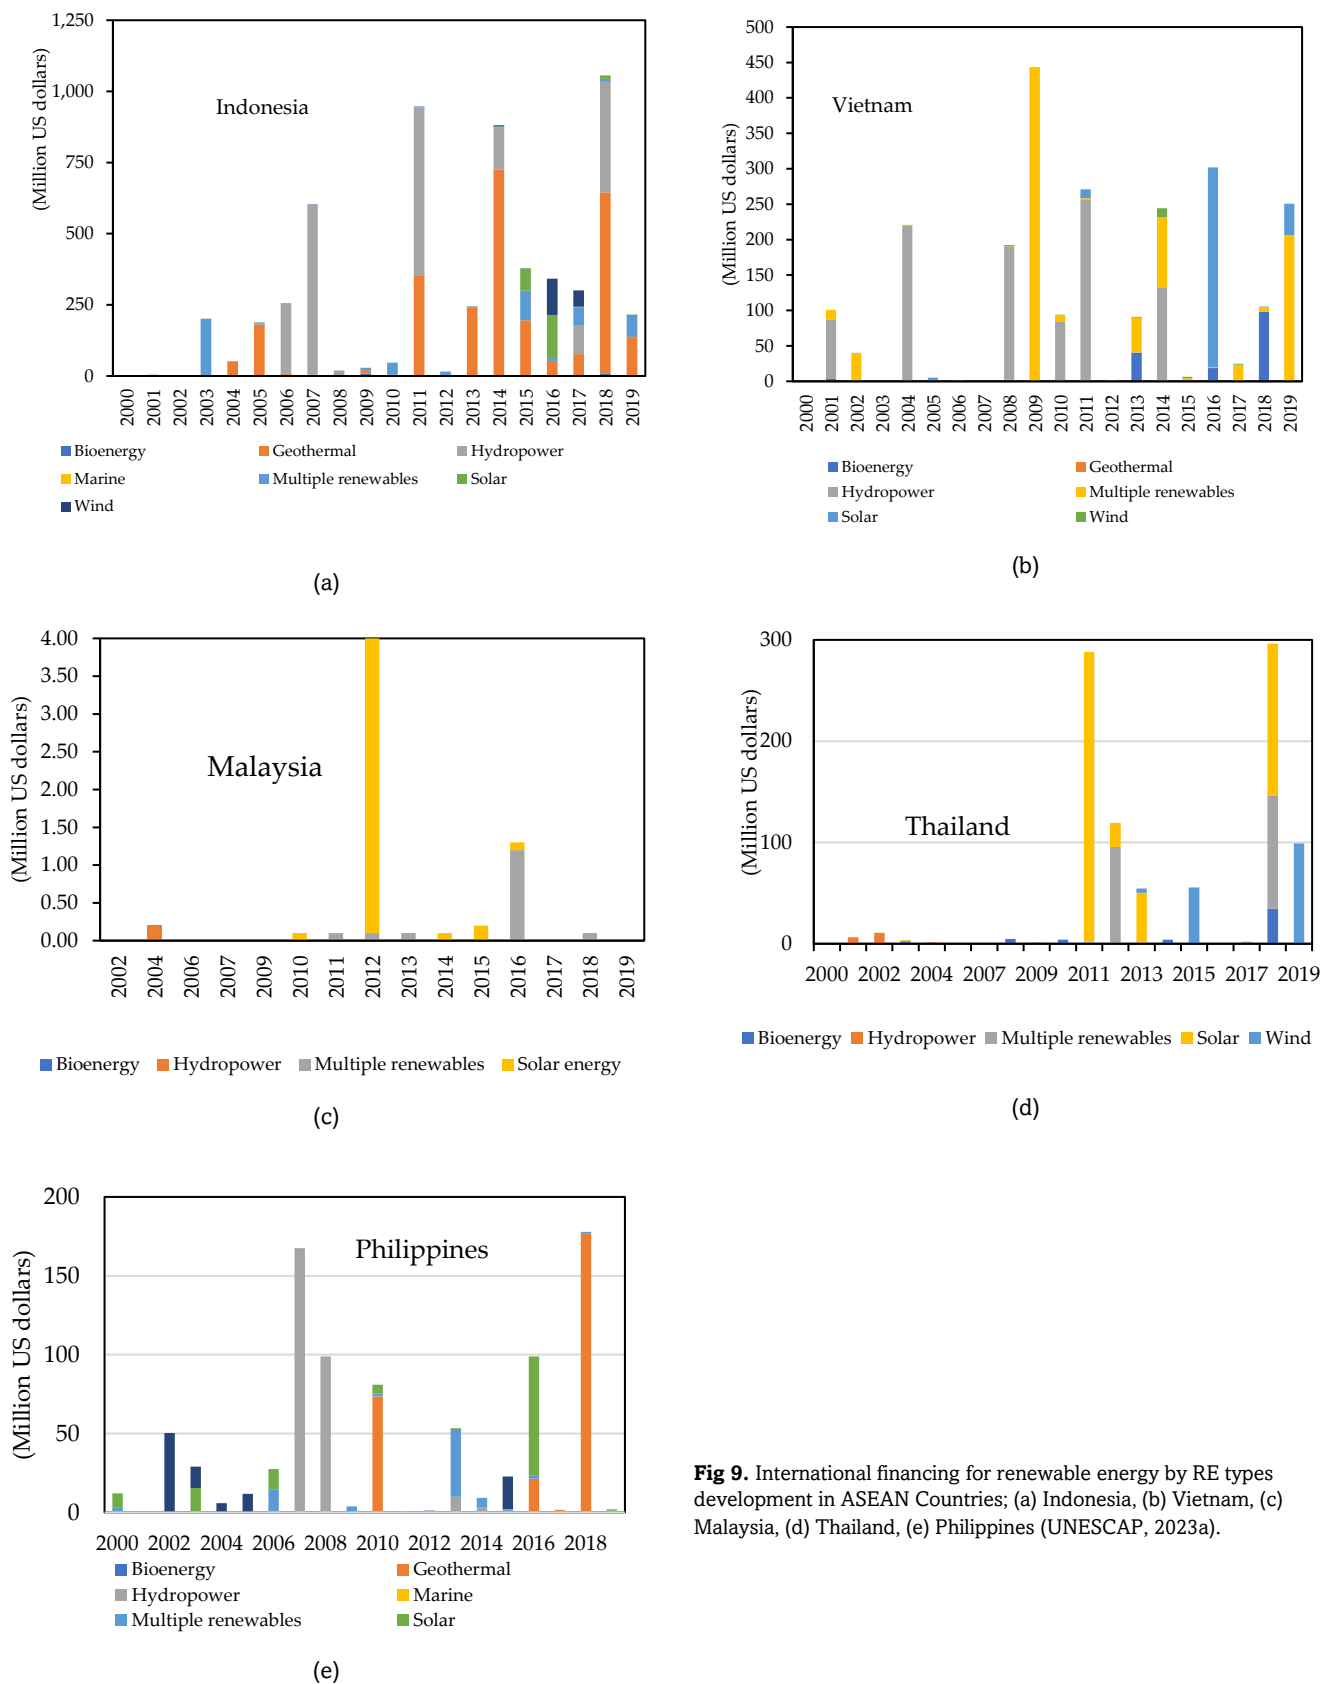 (Million US dollars)
1,250
1,000
750
500
250
0
Indonesia
2000 2001 2002 2003 2004 2005 2006 2007 2008 2009 2010 2011 2012 2013 2014 2015 2016 2017 2018 2019
Bioenergy Geothermal Hydropower
Marine Multiple renewables Solar
Wind
(a)
(Million US dollars)
500
450
400
350
300
250
200
150
100
50
0
Vietnam
2000 2001 2002 2003 2004 2005 2006 2007 2008 2009 2010 2011 2012 2013 2014 2015 2016 2017 2018 2019
Bioenergy Geothermal
Hydropower Multiple renewables
Solar Wind
(b)
(Million US dollars)
4.00
3.50
3.00
2.50
2.00
1.50
1.00
0.50
0.00
Malaysia
2002 2004 2006 2007 2009 2010 2011 2012 2013 2014 2015 2016 2017 2018 2019
Bioenergy Hydropower Multiple renewables Solar energy
(c)
(Million US dollars)
300
200
100
0
Thailand
2000 2002 2004 2007 2009 2011 2013 2015 2017 2019
Bioenergy Hydropower Multiple renewables Solar Wind
(d)
(Million US dollars)
200
150
100
50
0
Philippines
2000 2002 2004 2006 2008 2010 2012 2014 2016 2018
Bioenergy Geothermal
Hydropower Marine
Multiple renewables Solar
(e)
Fig 9. International financing for renewable energy by RE types
development in ASEAN Countries; (a) Indonesia, (b) Vietnam, (c)
Malaysia, (d) Thailand, (e) Philippines (UNESCAP, 2023a).